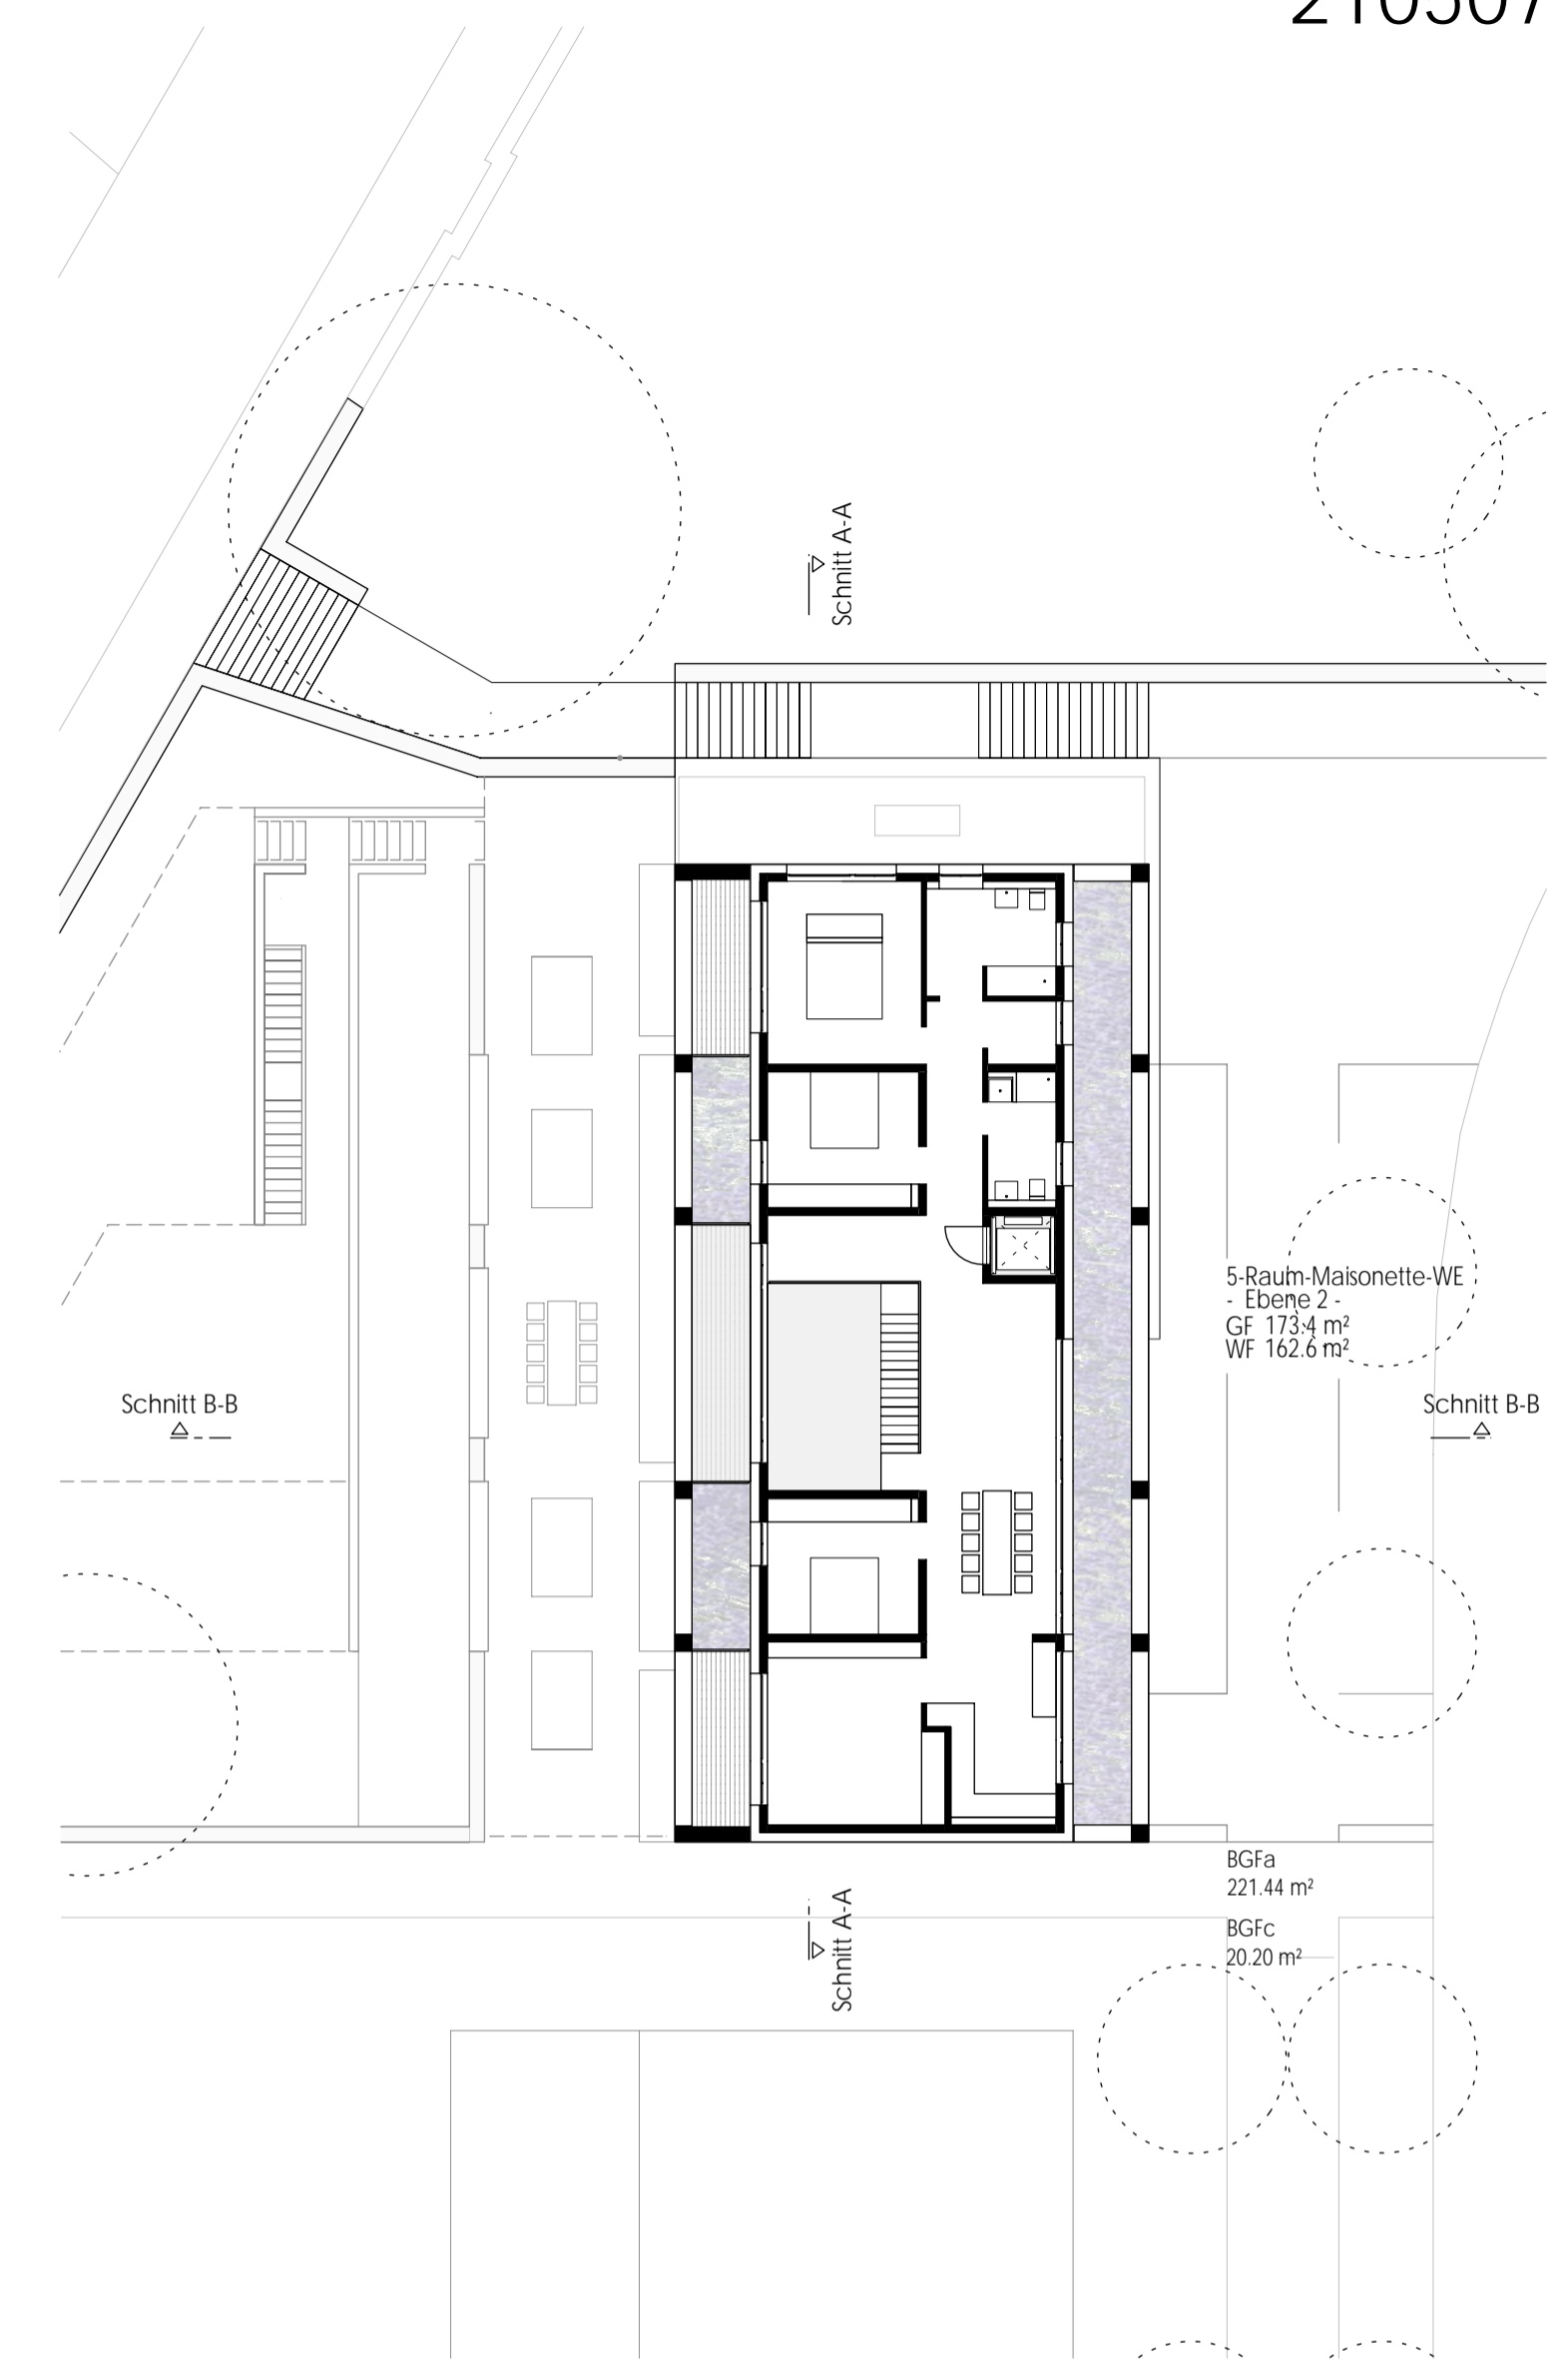 Schnitt A-A
5-Raum-Maisonette-WE
- Ebene 2 -
GF 173.4 m²
WF 162.6 m²
Schnitt B-B
Schnitt B-B
BGFa
221.44 m²
BGFc
20.20 m²
Schnitt A-A